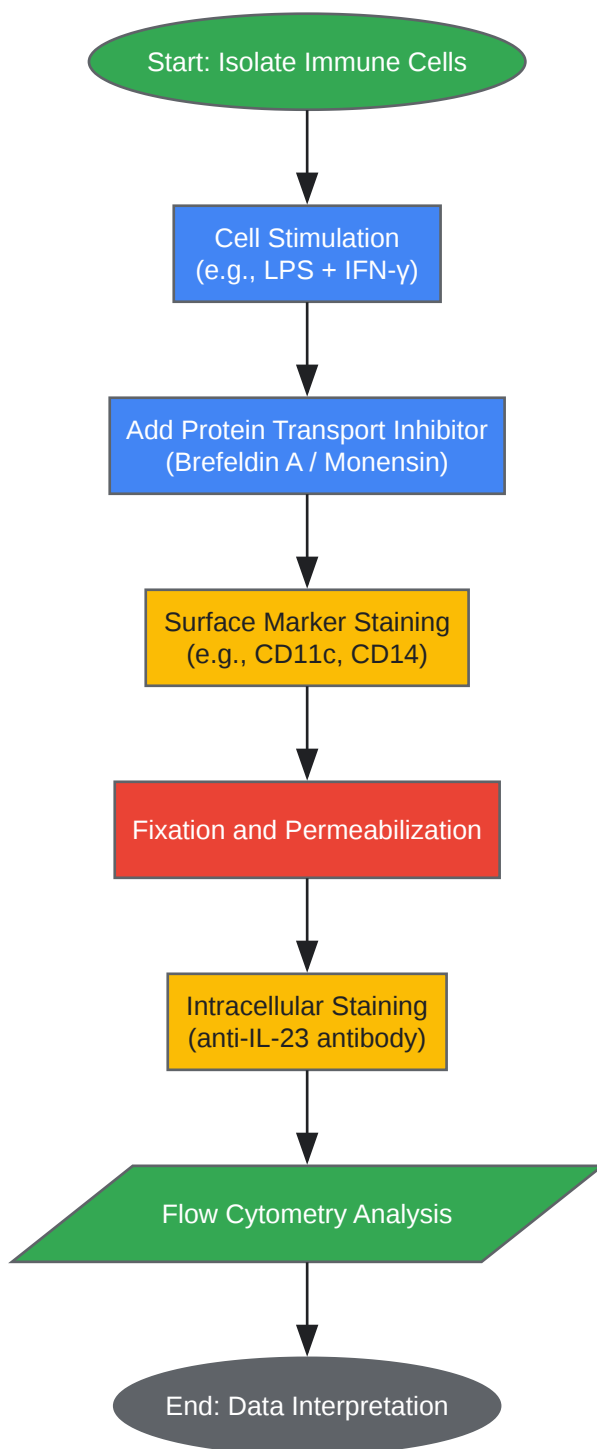 Start: Isolate Immune Cells
Cell Stimulation
(e.g., LPS + IFN-γ)
Add Protein Transport Inhibitor
(Brefeldin A / Monensin)
Surface Marker Staining
(e.g., CD11c, CD14)
Fixation and Permeabilization
Intracellular Staining
(anti-IL-23 antibody)
Flow Cytometry Analysis
End: Data Interpretation